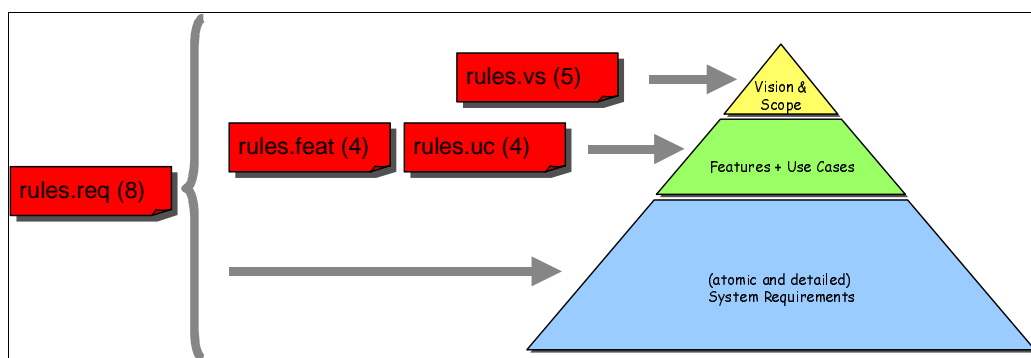 rules.vs (5)
Vision &
Scope
rules.feat (4)
rules.uc (4)
Features + Use Cases
rules.req (8)
(atomic and detailed)
System Requirements